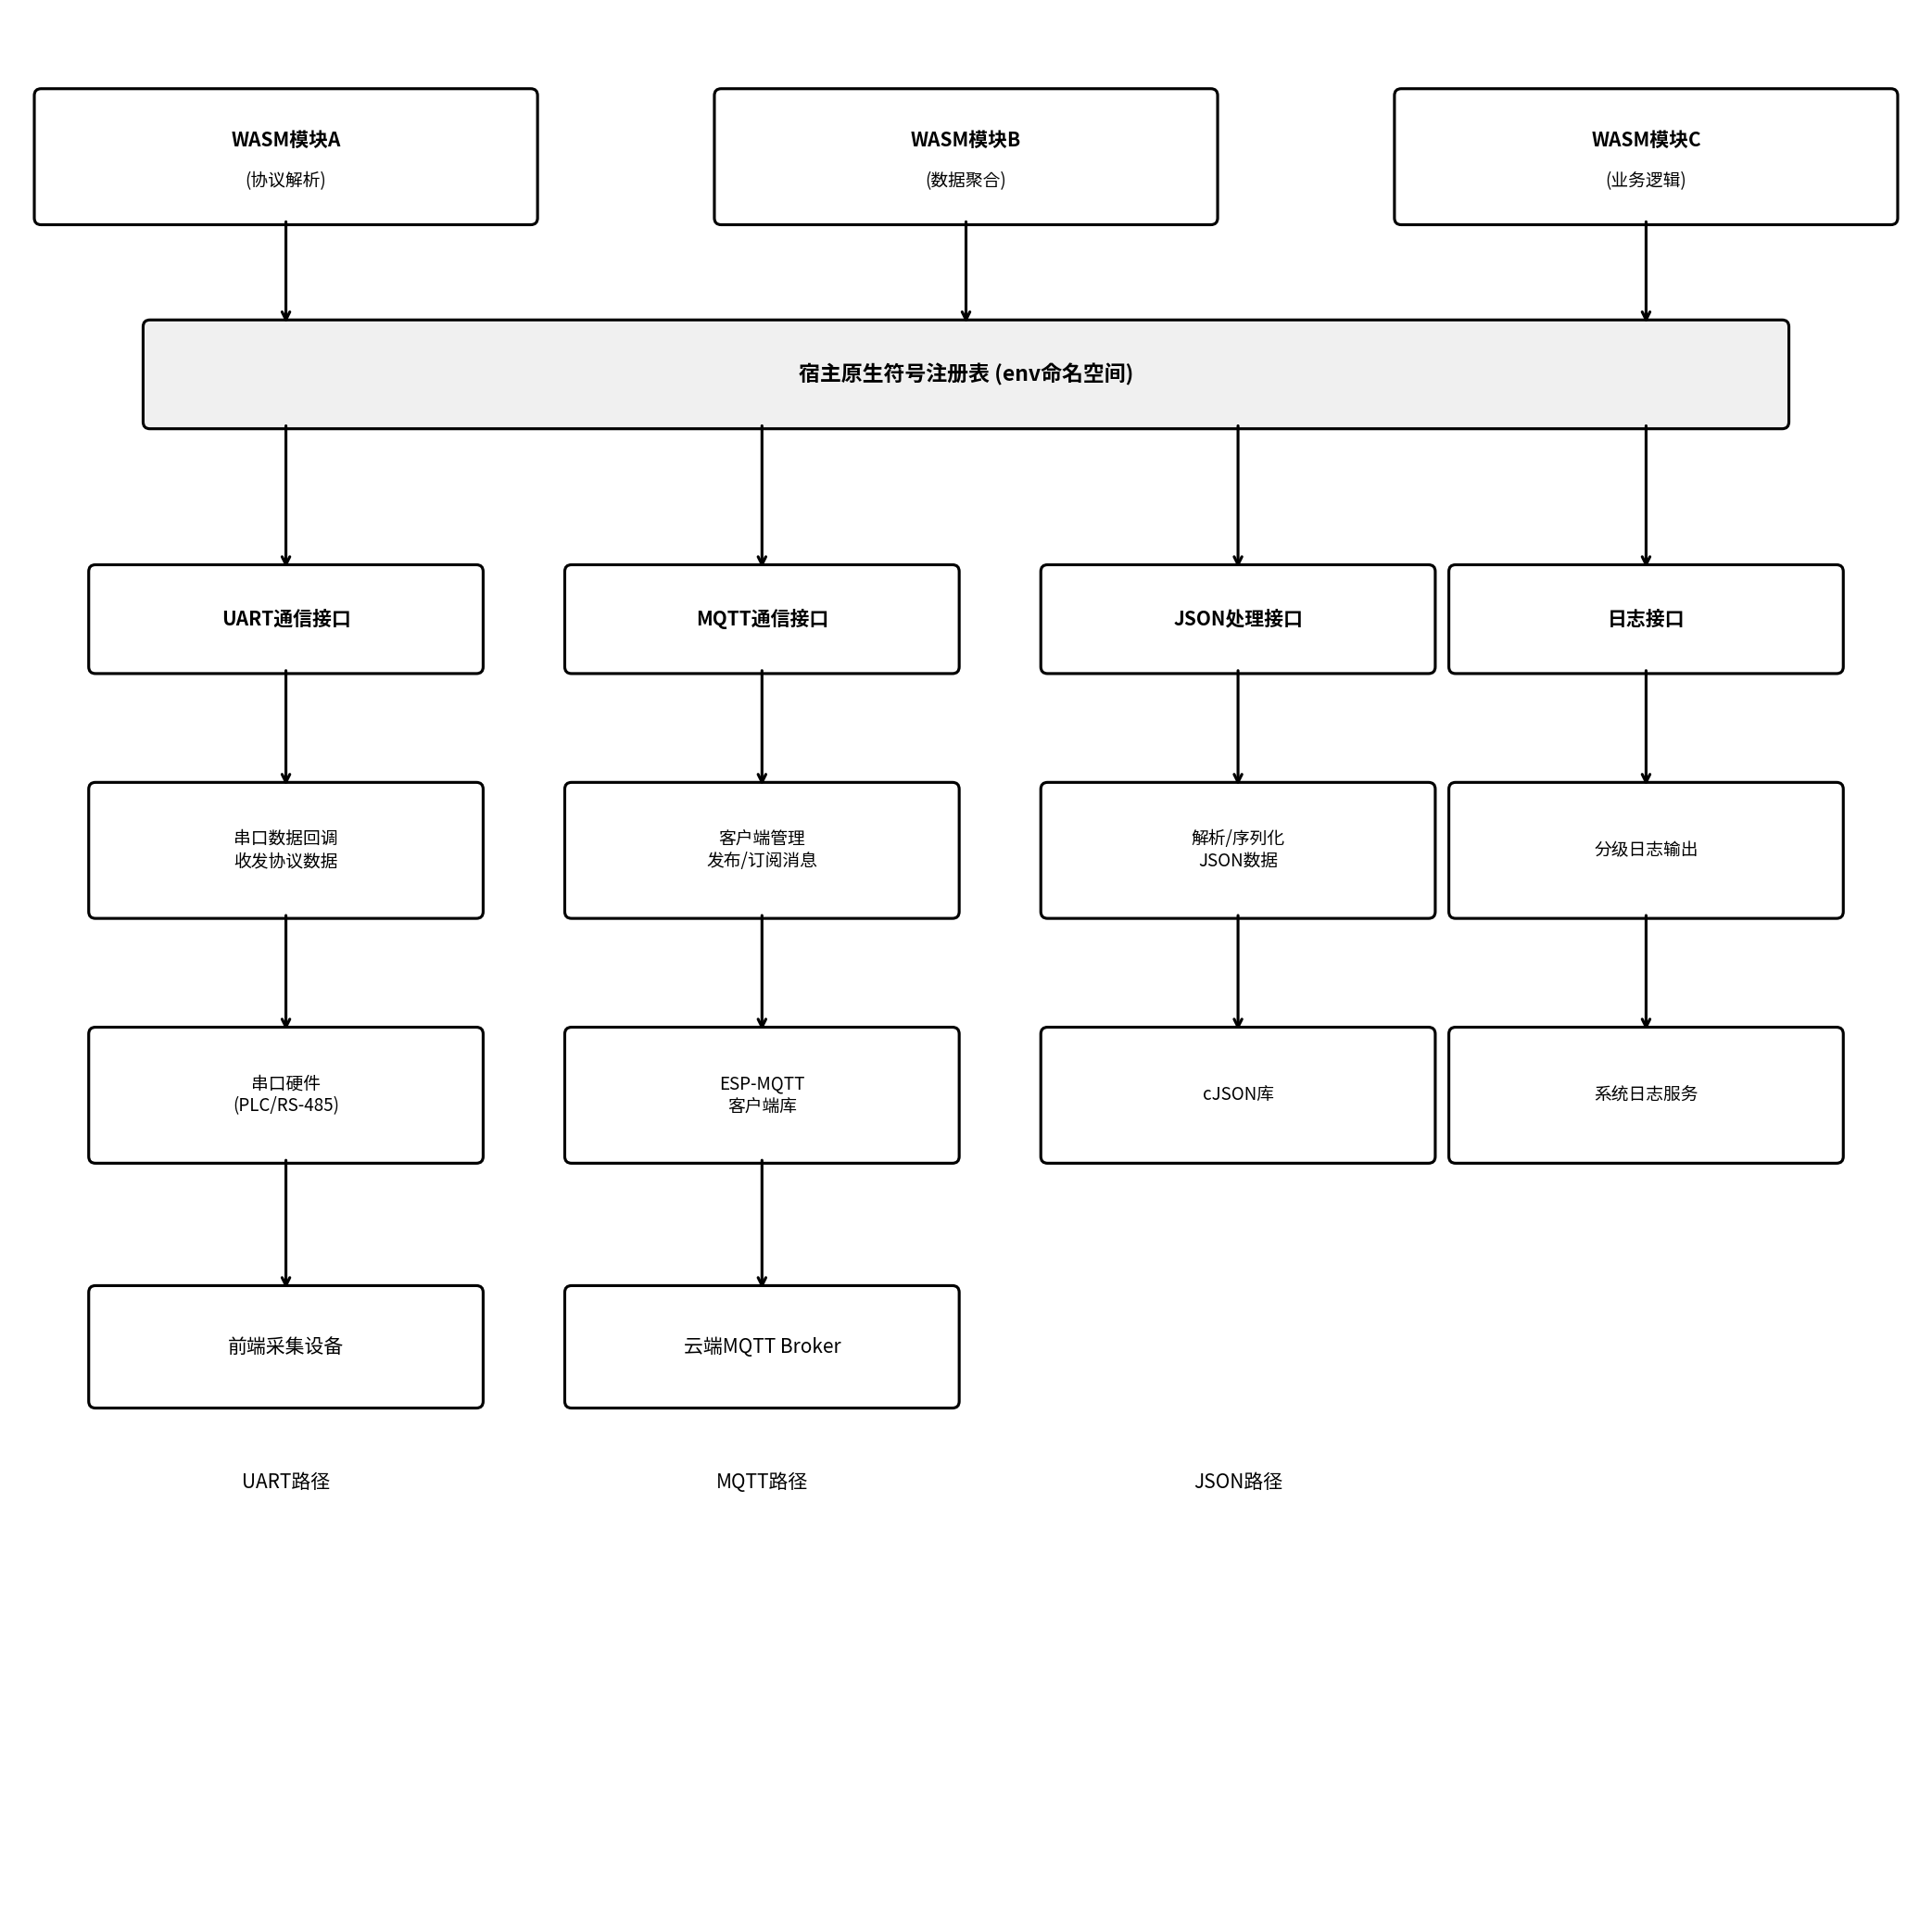 WASM模块A
(协议解析)
WASM模块B
(数据聚合)
WASM模块C
(业务逻辑)
宿主原生符号注册表 (env命名空间)
UART通信接口
MQTT通信接口
JSON处理接口
日志接口
串口数据回调
收发协议数据
客户端管理
发布/订阅消息
解析/序列化
JSON数据
分级日志输出
串口硬件
(PLC/RS-485)
ESP-MQTT
客户端库
cJSON库
系统日志服务
前端采集设备
云端MQTT Broker
UART路径
MQTT路径
JSON路径